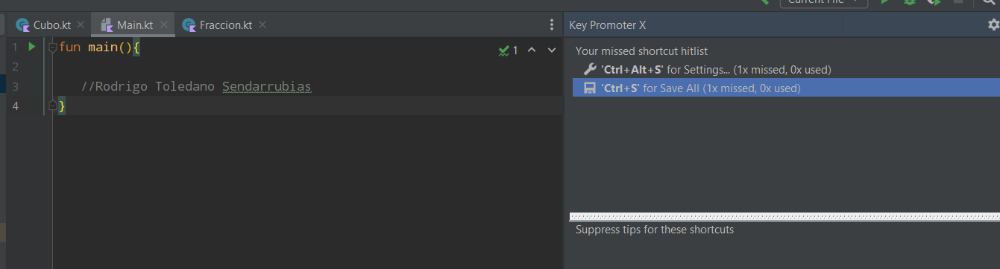 Current File
Cubo.kt Main.kt Fraccion.kt
Key Promoter X
1 fun main(){
2
3 //Rodrigo Toledano Sendarrubias
4 }
1
Your missed shortcut hitlist
'Ctrl+Alt+S' for Settings... (1x missed, 0x used)
'Ctrl+S' for Save All (1x missed, 0x used)
Suppress tips for these shortcuts